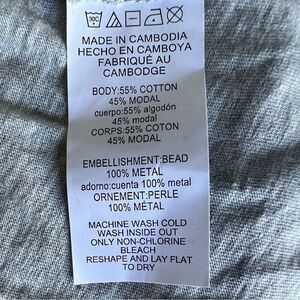 30C
MADE IN CAMBODIA
HECHO EN CAMBOYA
FABRIQUÉ AU
CAMBODGE
BODY:55% COTTON
45% MODAL
cuerpo:55% algodón
45% modal
CORPS:55% COTON
45% MODAL
EMBELLISHMENT:BEAD
100% METAL
adorno:cuenta 100% metal
ORNEMENT:PERLE
100% MÉTAL
MACHINE WASH COLD
WASH INSIDE OUT
ONLY NON-CHLORINE
BLEACH
RESHAPE AND LAY FLAT
TO DRY